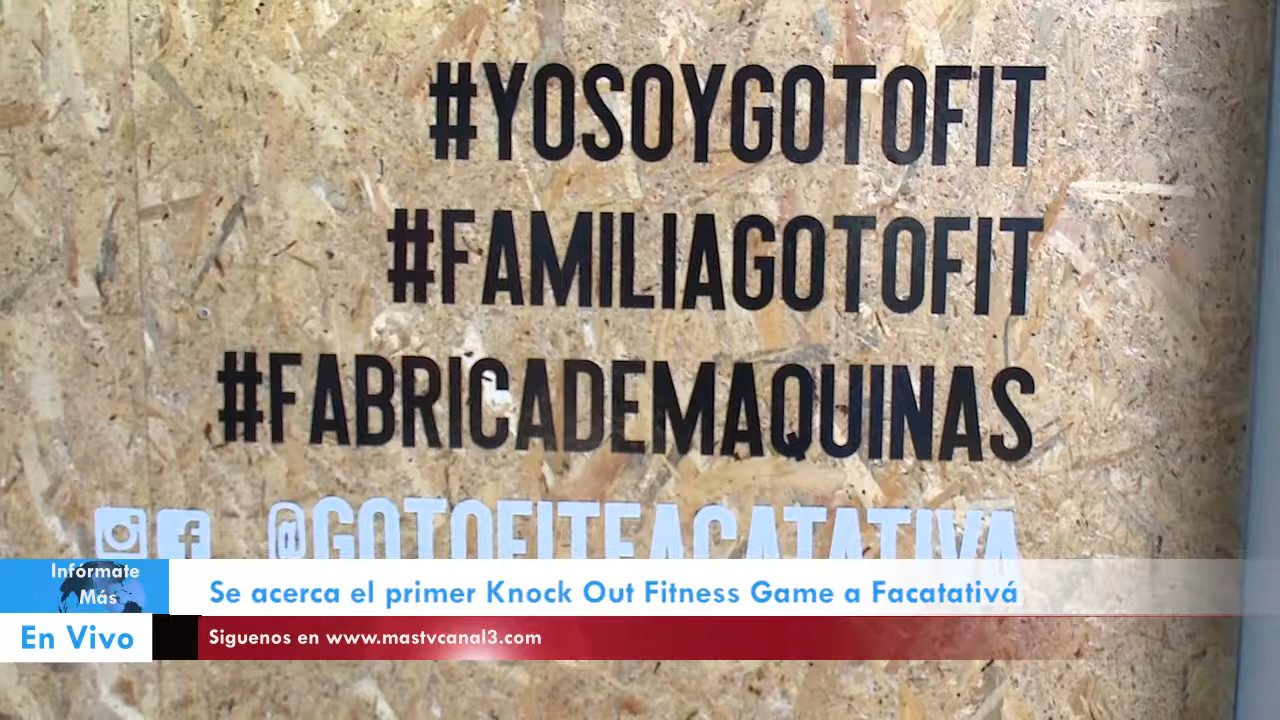 #YOSOYGOTOFIT
#FAMILIAGOTOFIT
#FABRICADEMAQUINAS
@GOTOFITFACATATIVA
Infórmate
Más
Se acerca el primer Knock Out Fitness Game a Facatativá
En Vivo
Siguenos en www.mastvcanal3.com